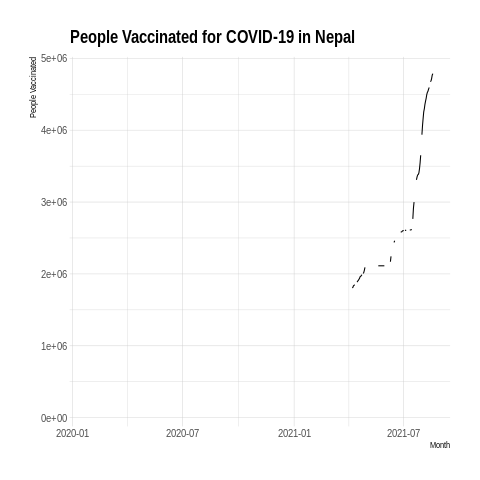 People Vaccinated for COVID-19 in Nepal
People Vaccinated
5e+06
4e+06
3e+06
2e+06
1e+06
0e+00
2020-01 2020-07 2021-01 2021-07
Month